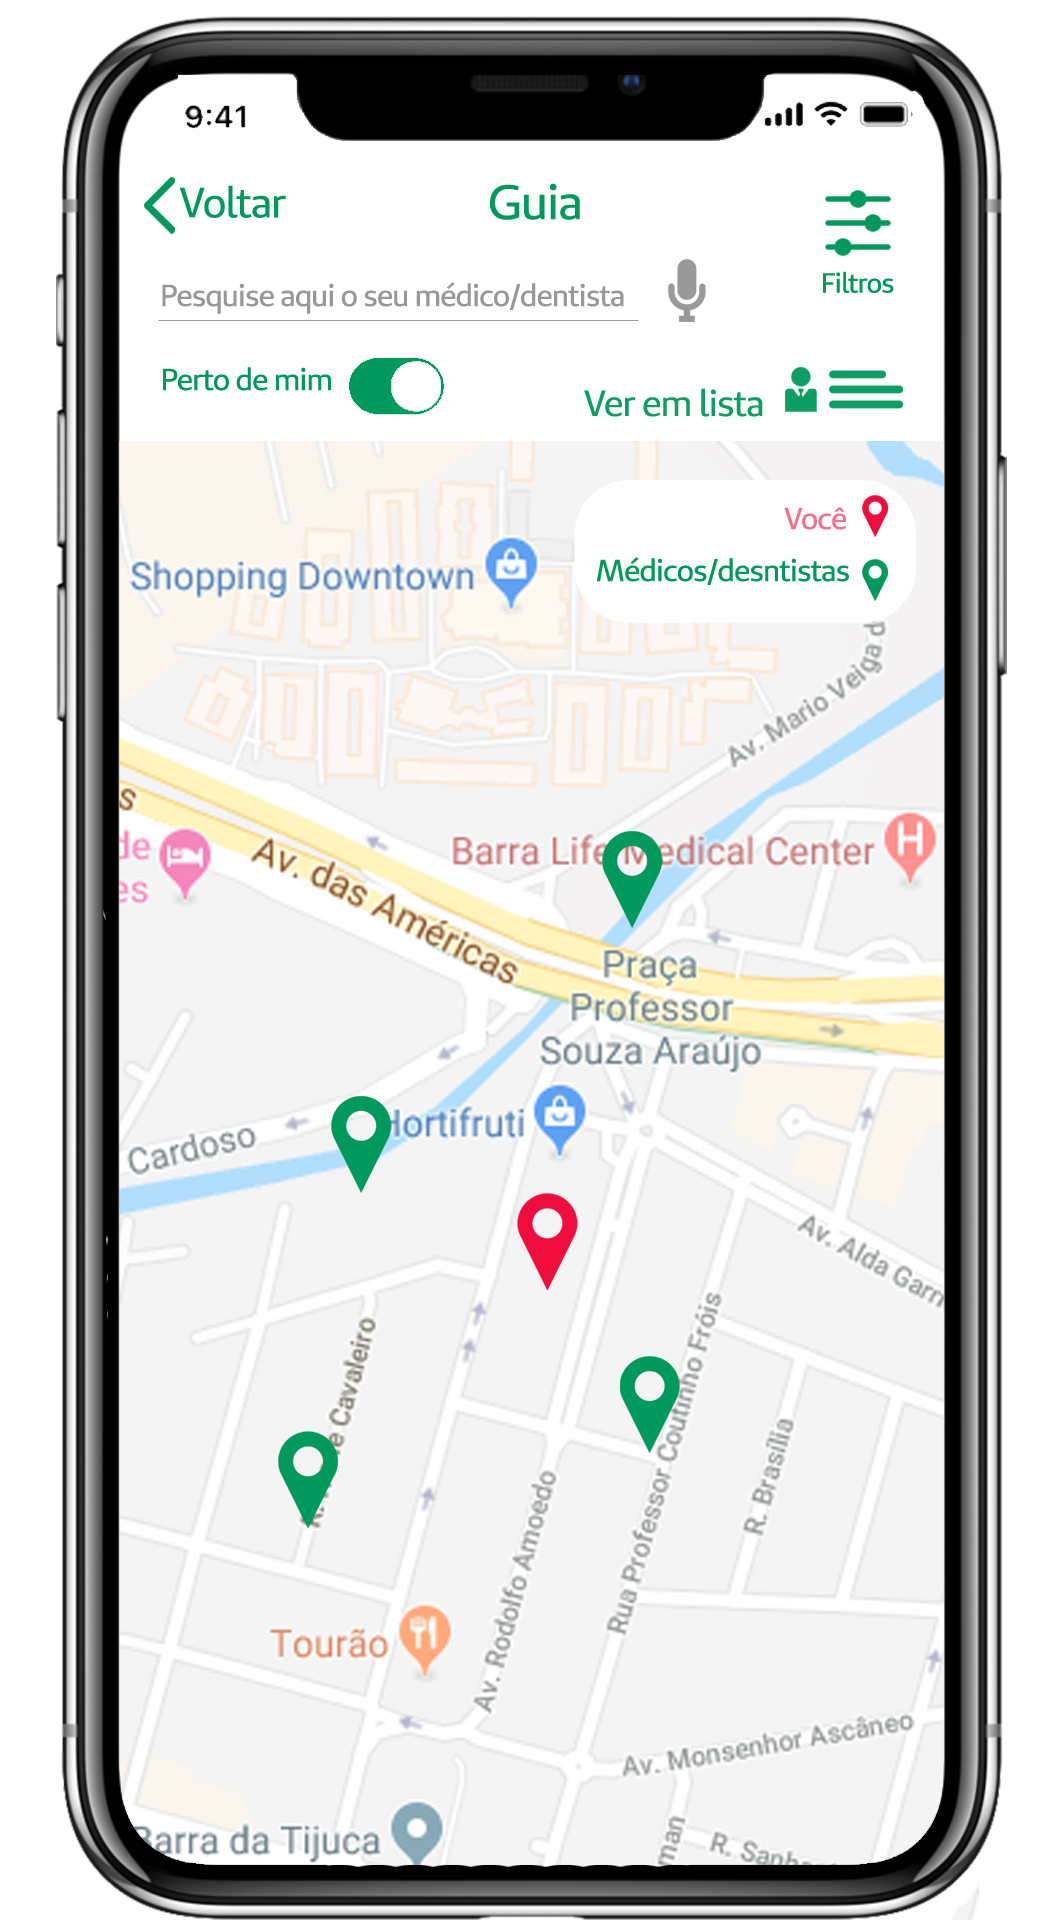 9:41
Voltar
Guia
Filtros
Pesquise aqui o seu médico/dentista
Perto de mim
Ver em lista
Você
Médicos/desntistas
Shopping Downtown
Av. Mario Veiga d
s
de
es
Av. das Américas
Barra Life Medical Center
H
Praça
Professor
Souza Araújo
Hortifruti
Cardoso
Av. Alda Garr
Cavaleiro
Rua Professor Coutinho Fróis
R. Brasília
Av. Rodolfo Amoedo
Tourão
Av. Monsenhor Ascâneo
Barra da Tijuca
man
R. Sanh